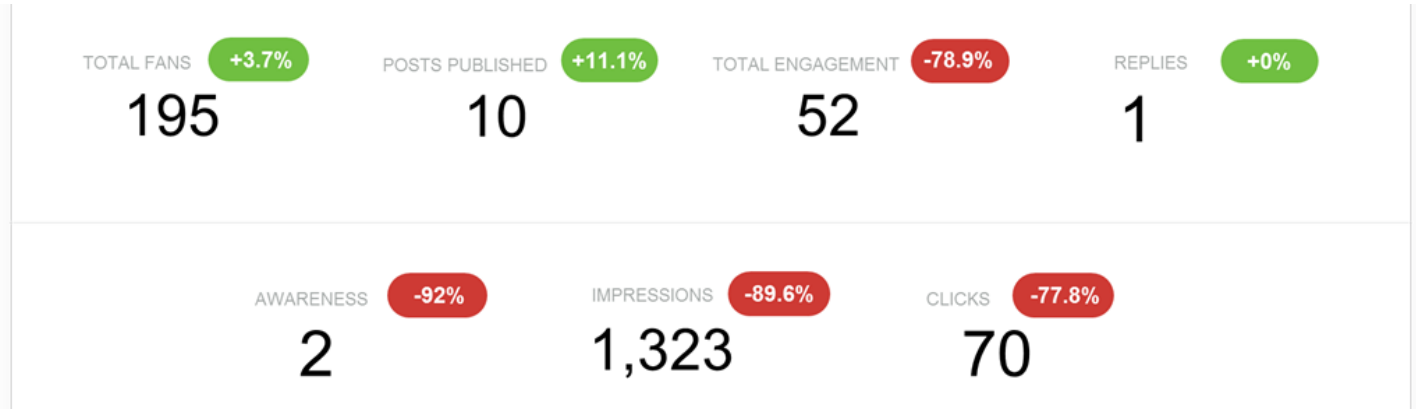 TOTAL FANS +3.7% POSTS PUBLISHED +11.1% TOTAL ENGAGEMENT -78.9% REPLIES +0%
195 10 52 1
AWARENESS -92% IMPRESSIONS -89.6% CLICKS -77.8%
2 1,323 70